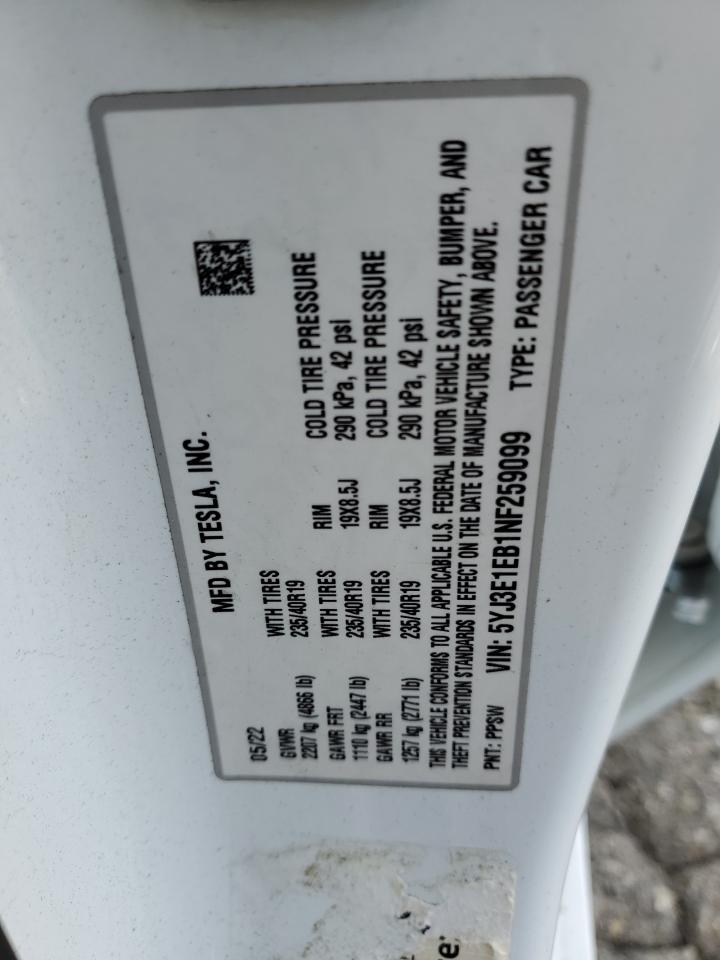 MFD BY TESLA, INC.
05/22
GVWR WITH TIRES
2207 kg (4866 lb) 235/40R19
GAWR FRT WITH TIRES RIM COLD TIRE PRESSURE
1110 kg (2447 lb) 235/40R19 19X8.5J 290 kPa, 42 psi
GAWR RR WITH TIRES RIM COLD TIRE PRESSURE
1257 kg (2771 lb) 235/40R19 19X8.5J 290 kPa, 42 psi
THIS VEHICLE CONFORMS TO ALL APPLICABLE U.S. FEDERAL MOTOR VEHICLE SAFETY, BUMPER, AND
THEFT PREVENTION STANDARDS IN EFFECT ON THE DATE OF MANUFACTURE SHOWN ABOVE.
PNT: PPSW VIN: 5YJ3E1EB1NF259099 TYPE: PASSENGER CAR